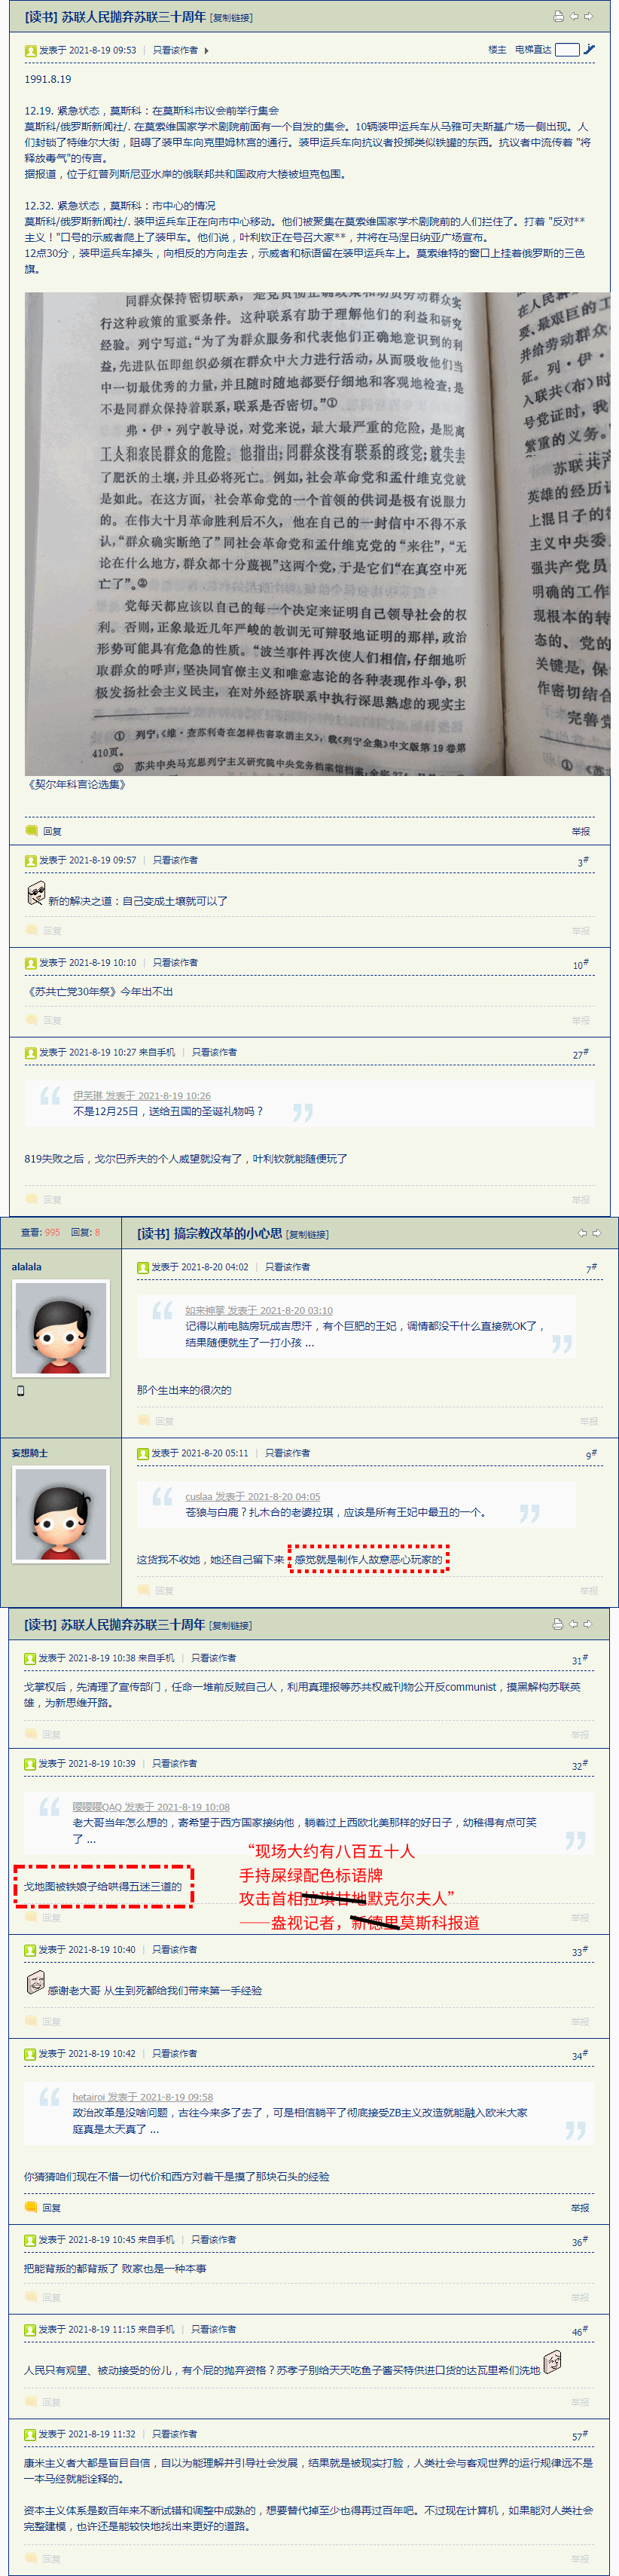 [读书] 苏联人民抛弃苏联三十周年 [复制链接]
发表于 2021-8-19 09:53 | 只看该作者
楼主 电梯直达
1991.8.19
12.19. 紧急状态，莫斯科：在莫斯科市议会前举行集会
莫斯科/俄罗斯新闻社/. 在莫索维国家学术剧院前面有一个自发的集会。10辆装甲运兵车从马雅可夫斯基广场一侧出现。人
们封锁了特维尔大街，阻碍了装甲车向克里姆林宫的通行。装甲运兵车向抗议者投掷类似铁罐的东西。抗议者中流传着 "将
释放毒气"的传言。
据报道，位于红普列斯尼亚水岸的俄联邦共和国政府大楼被坦克包围。
12.32. 紧急状态，莫斯科：市中心的情况
莫斯科/俄罗斯新闻社/. 装甲运兵车正在向市中心移动。他们被聚集在莫索维国家学术剧院前的人们拦住了。打着 "反对**
主义！"口号的示威者爬上了装甲车。他们说，叶利钦正在号召大家**，并将在马涅日纳亚广场宣布。
12点30分，装甲运兵车掉头，向相反的方向走去，示威者和标语留在装甲运兵车上。莫索维特的窗口上挂着俄罗斯的三色
旗。
同群众保持密切联系，是党贯彻正确政策和动员劳动群众实
行这种政策的重要条件。这种联系有助于理解他们的利益和研究
经验。列宁写道：“为了为群众服务和代表他们正确地意识到的利
益，先进队伍即组织必须在群众中大力进行活动，从而吸收他们当
中一切最优秀的力量，并且随时随地都要仔细地和客观地检查：是
不是同群众保持着联系，联系是否密切。”①
弗·伊·列宁教导说，对党来说，最大最严重的危险，是脱离
工人和农民群众的危险。他指出：同群众没有联系的政党；就失去
了肥沃的土壤，并且必将死亡。例如，社会革命党和孟什维克党就
是如此。在这方面，社会革命党的一个首领的供词是极有说服力
的。在伟大十月革命胜利后不久，他在自己的一封信中不得不承
认，“群众确实断绝了”同社会革命党和孟什维克党的“来往”，“无
论在什么地方，群众都十分蔑视”这两个党，于是它们“在真空中死
亡了”。②
党每天都应该以自己的每一个决定来证明自己领导社会的权
利。否则，正象最近几年严峻的教训无可辩驳地证明的那样，政治
形势可能具有危急的性质。“波兰事件再次使人们相信，仔细地听
取群众的呼声，坚决同官僚主义和唯意志论的各种表现作斗争，积
极发扬社会主义民主，在对外经济联系中执行深思熟虑的现实主
① 列宁：《维·查苏利奇在怎样伤害取消主义》，载《列宁全集》中文版第19卷第
410页。
② 苏共中央马克思列宁主义研究院中央党务档案馆档案
在人民
要、最艰巨的工
并给劳动群众
征。列·伊·
入联共(布)时
号党证时，我
繁重的义务。
苏联共产
英雄的经历
上混日子的
主义中央委
强共产党员
明确的工作
现根本的转
态的、党的
关键是，保
作密切结合
完善党
《契尔年科言论选集》
回复 举报
发表于 2021-8-19 09:57 | 只看该作者 3#
新的解决之道：自己变成土壤就可以了
回复 举报
发表于 2021-8-19 10:10 | 只看该作者 10#
《苏共亡党30年祭》今年出不出
回复 举报
发表于 2021-8-19 10:27 来自手机 | 只看该作者 27#
伊芙琳 发表于 2021-8-19 10:26
不是12月25日，送给丑国的圣诞礼物吗？
819失败之后，戈尔巴乔夫的个人威望就没有了，叶利钦就能随便玩了
回复 举报
查看: 995 回复: 8
[读书] 搞宗教改革的小心思 [复制链接]
alalala
发表于 2021-8-20 04:02 | 只看该作者 7#
如来神掌 发表于 2021-8-20 03:10
记得以前电脑房玩成吉思汗，有个巨肥的王妃，调情都没干什么直接就OK了，
结果随便就生了一打小孩 ...
那个生出来的很次的
回复 举报
妄想騎士
发表于 2021-8-20 05:11 | 只看该作者 9#
cuslaa 发表于 2021-8-20 04:05
苍狼与白鹿？扎木合的老婆拉琪，应该是所有王妃中最丑的一个。
这货我不收她，她还自己留下来 感觉就是制作人故意恶心玩家的
回复 举报
[读书] 苏联人民抛弃苏联三十周年 [复制链接]
发表于 2021-8-19 10:38 来自手机 | 只看该作者 31#
戈掌权后，先清理了宣传部门，任命一堆前反贼自己人，利用真理报等苏共权威刊物公开反communist，摸黑解构苏联英
雄，为新思维开路。
回复 举报
发表于 2021-8-19 10:39 | 只看该作者 32#
嘤嘤嘤QAQ 发表于 2021-8-19 10:08
老大哥当年怎么想的，寄希望于西方国家接纳他，躺着过上西欧北美那样的好日子，幼稚得有点可笑
了 ...
戈地图被铁娘子给哄得五迷三道的
“现场大约有八百五十人
手持屎绿配色标语牌
攻击首相拉琪甘地默克尔夫人”
——盎视记者，新德里莫斯科报道
回复 举报
发表于 2021-8-19 10:40 | 只看该作者 33#
感谢老大哥 从生到死都给我们带来第一手经验
回复 举报
发表于 2021-8-19 10:42 | 只看该作者 34#
hetairoi 发表于 2021-8-19 09:58
政治改革是没啥问题，古往今来多了去了，可是相信躺平了彻底接受ZB主义改造就能融入欧米大家
庭真是太天真了 ...
你猜猜咱们现在不惜一切代价和西方对着干是摸了那块石头的经验
回复 举报
发表于 2021-8-19 10:45 来自手机 | 只看该作者 36#
把能背叛的都背叛了 败家也是一种本事
回复 举报
发表于 2021-8-19 11:15 来自手机 | 只看该作者 46#
人民只有观望、被动接受的份儿，有个屁的抛弃资格？苏孝子别给天天吃鱼子酱买特供进口货的达瓦里希们洗地
回复 举报
发表于 2021-8-19 11:32 | 只看该作者 57#
康米主义者大都是盲目自信，自以为能理解并引导社会发展，结果就是被现实打脸，人类社会与客观世界的运行规律远不是
一本马经就能诠释的。
资本主义体系是数百年来不断试错和调整中成熟的，想要替代掉至少也得再过百年吧。不过现在计算机，如果能对人类社会
完整建模，也许还是能较快地找出来更好的道路。
回复 举报